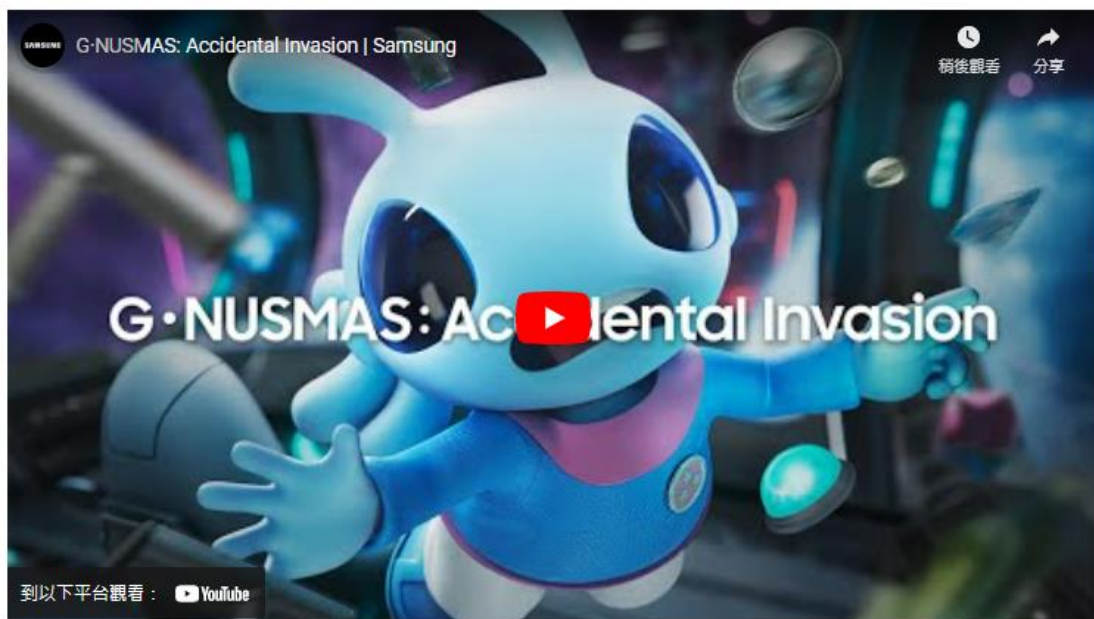 SAMSUNG
G·NUSMAS: Accidental Invasion | Samsung
稍後觀看
分享
G·NUSMAS: Acc dental Invasion
到以下平台觀看：
YouTube